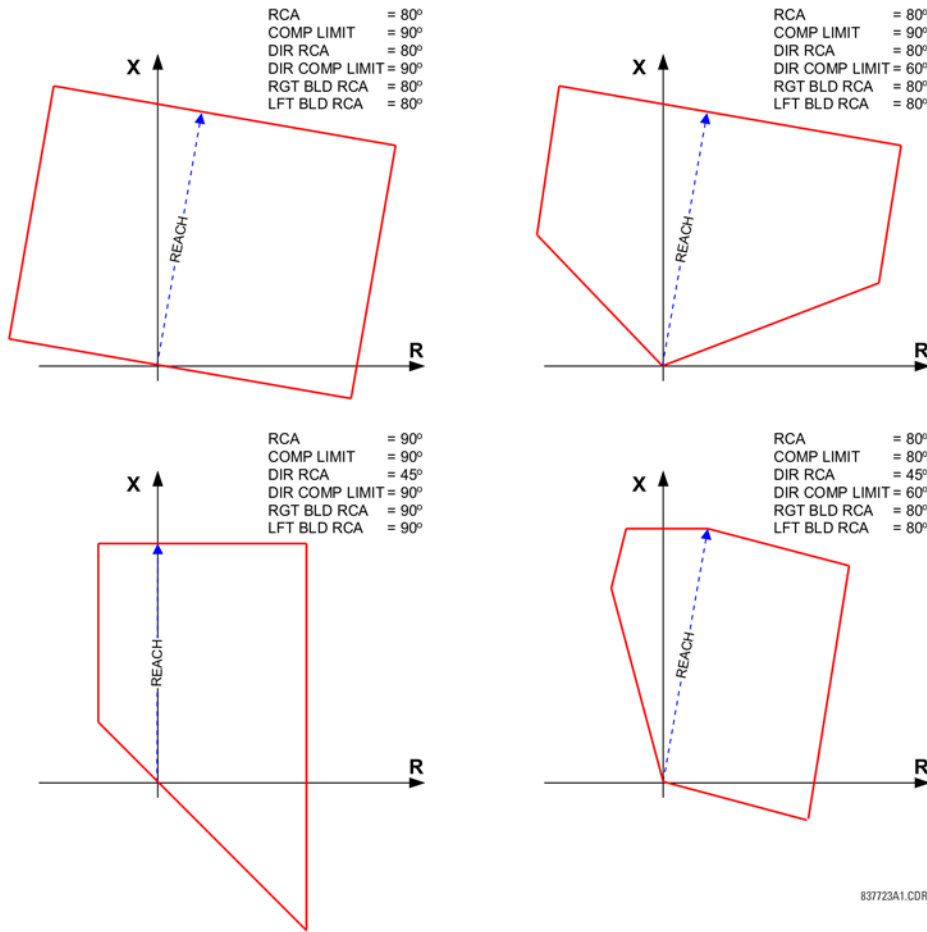 RCA = 80º
COMP LIMIT = 90º
DIR RCA = 80º
DIR COMP LIMIT = 90º
RGT BLD RCA = 80º
LFT BLD RCA = 80º
X
REACH
R
RCA = 80º
COMP LIMIT = 90º
DIR RCA = 80º
DIR COMP LIMIT = 60º
RGT BLD RCA = 80º
LFT BLD RCA = 80º
X
REACH
R
RCA = 90º
COMP LIMIT = 90º
DIR RCA = 45º
DIR COMP LIMIT = 90º
RGT BLD RCA = 90º
LFT BLD RCA = 90º
X
REACH
R
RCA = 80º
COMP LIMIT = 80º
DIR RCA = 45º
DIR COMP LIMIT = 60º
RGT BLD RCA = 80º
LFT BLD RCA = 80º
X
REACH
R
837723A1.CDR